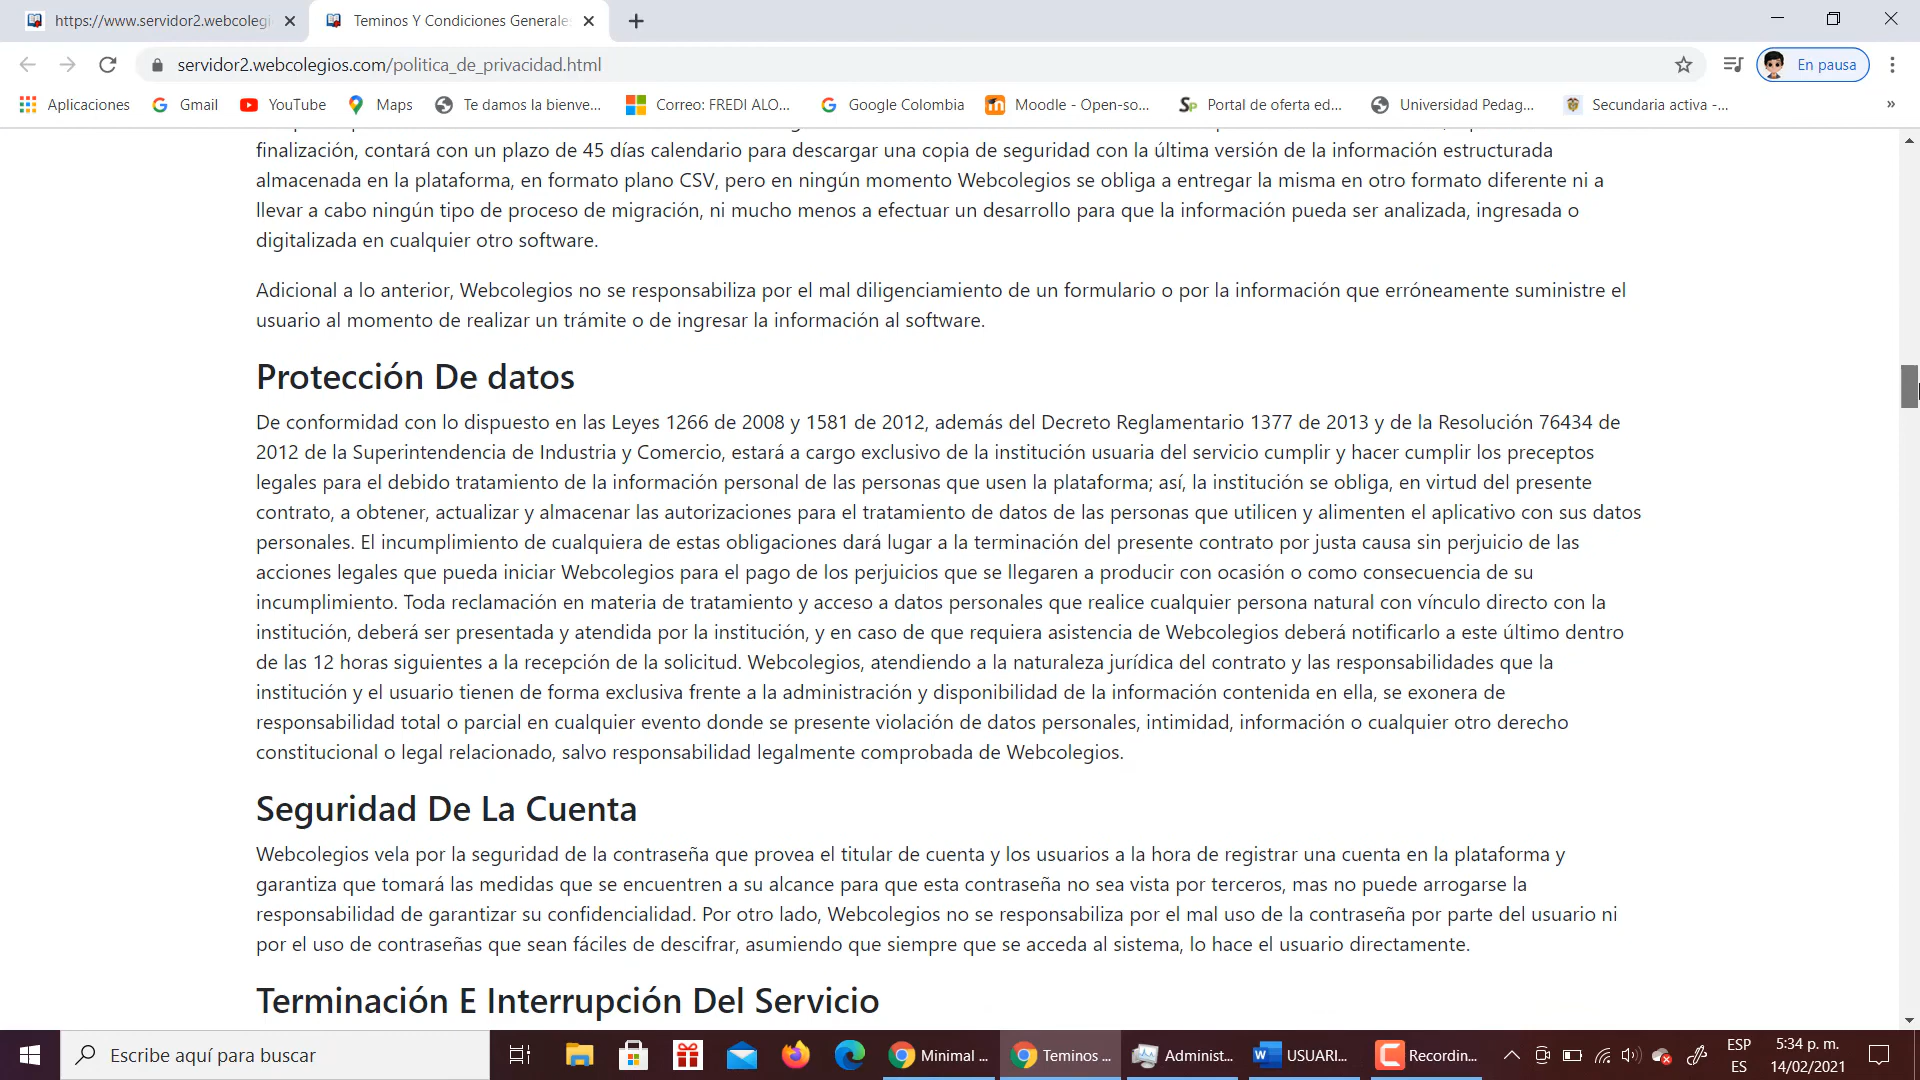 https://www.servidor2.webcolegi
Teminos Y Condiciones Generale
servidor2.webcolegios.com/politica_de_privacidad.html
En pausa
Aplicaciones
Gmail
YouTube
Maps
Te damos la bienve...
Correo: FREDI ALO...
Google Colombia
Moodle - Open-so...
Portal de oferta ed...
Universidad Pedag...
Secundaria activa -...
finalización, contará con un plazo de 45 días calendario para descargar una copia de seguridad con la última versión de la información estructurada
almacenada en la plataforma, en formato plano CSV, pero en ningún momento Webcolegios se obliga a entregar la misma en otro formato diferente ni a
llevar a cabo ningún tipo de proceso de migración, ni mucho menos a efectuar un desarrollo para que la información pueda ser analizada, ingresada o
digitalizada en cualquier otro software.
Adicional a lo anterior, Webcolegios no se responsabiliza por el mal diligenciamiento de un formulario o por la información que erróneamente suministre el
usuario al momento de realizar un trámite o de ingresar la información al software.
Protección De datos
De conformidad con lo dispuesto en las Leyes 1266 de 2008 y 1581 de 2012, además del Decreto Reglamentario 1377 de 2013 y de la Resolución 76434 de
2012 de la Superintendencia de Industria y Comercio, estará a cargo exclusivo de la institución usuaria del servicio cumplir y hacer cumplir los preceptos
legales para el debido tratamiento de la información personal de las personas que usen la plataforma; así, la institución se obliga, en virtud del presente
contrato, a obtener, actualizar y almacenar las autorizaciones para el tratamiento de datos de las personas que utilicen y alimenten el aplicativo con sus datos
personales. El incumplimiento de cualquiera de estas obligaciones dará lugar a la terminación del presente contrato por justa causa sin perjuicio de las
acciones legales que pueda iniciar Webcolegios para el pago de los perjuicios que se llegaren a producir con ocasión o como consecuencia de su
incumplimiento. Toda reclamación en materia de tratamiento y acceso a datos personales que realice cualquier persona natural con vínculo directo con la
institución, deberá ser presentada y atendida por la institución, y en caso de que requiera asistencia de Webcolegios deberá notificarlo a este último dentro
de las 12 horas siguientes a la recepción de la solicitud. Webcolegios, atendiendo a la naturaleza jurídica del contrato y las responsabilidades que la
institución y el usuario tienen de forma exclusiva frente a la administración y disponibilidad de la información contenida en ella, se exonera de
responsabilidad total o parcial en cualquier evento donde se presente violación de datos personales, intimidad, información o cualquier otro derecho
constitucional o legal relacionado, salvo responsabilidad legalmente comprobada de Webcolegios.
Seguridad De La Cuenta
Webcolegios vela por la seguridad de la contraseña que provea el titular de cuenta y los usuarios a la hora de registrar una cuenta en la plataforma y
garantiza que tomará las medidas que se encuentren a su alcance para que esta contraseña no sea vista por terceros, mas no puede arrogarse la
responsabilidad de garantizar su confidencialidad. Por otro lado, Webcolegios no se responsabiliza por el mal uso de la contraseña por parte del usuario ni
por el uso de contraseñas que sean fáciles de descifrar, asumiendo que siempre que se acceda al sistema, lo hace el usuario directamente.
Terminación E Interrupción Del Servicio
Escribe aquí para buscar
Minimal ...
Teminos ...
Administ...
USUARI...
Recordin...
ESP
ES
5:34 p. m.
14/02/2021